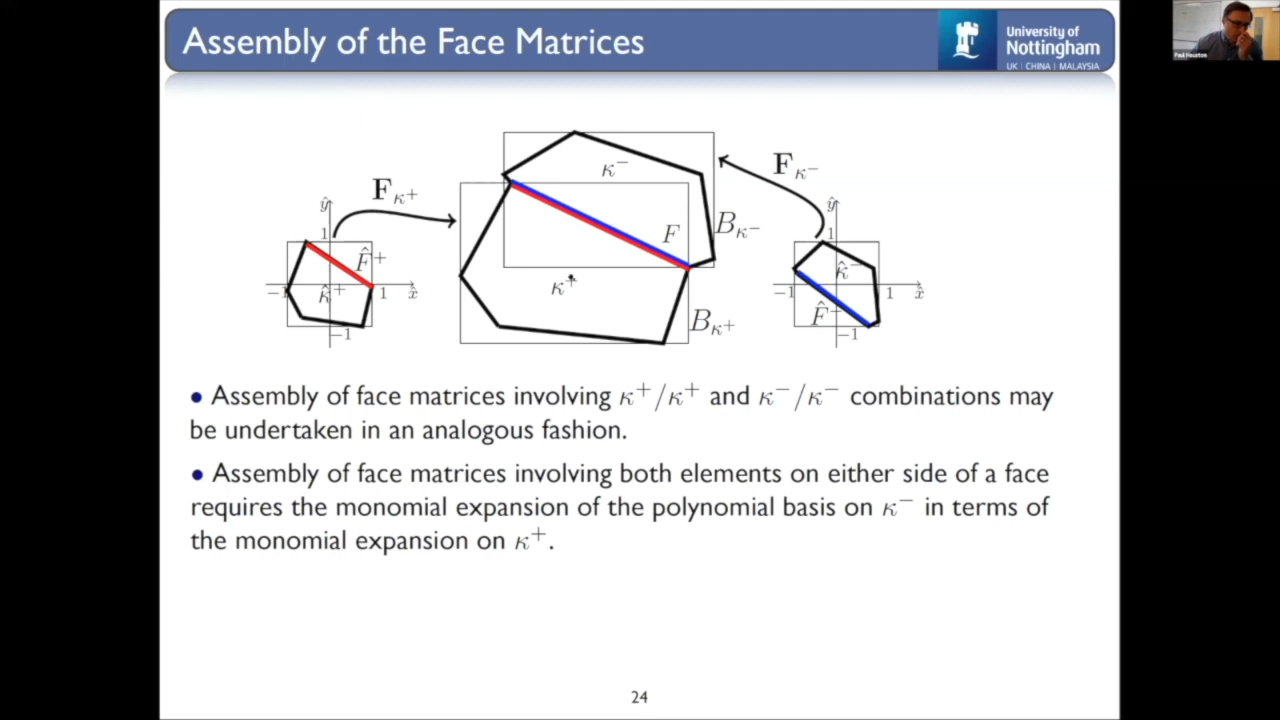 Assembly of the Face Matrices
University of
Nottingham
UK | CHINA | MALAYSIA
Paul Houston
F_κ⁺
F_κ⁻
ŷ
1
F̂⁺
κ̂⁺
−1
1
x̂
−1
κ⁻
F
B_κ⁻
κ⁺
B_κ⁺
ŷ
1
κ̂⁻
−1
1
x̂
F̂⁻
−1
• Assembly of face matrices involving κ⁺/κ⁺ and κ⁻/κ⁻ combinations may
be undertaken in an analogous fashion.
• Assembly of face matrices involving both elements on either side of a face
requires the monomial expansion of the polynomial basis on κ⁻ in terms of
the monomial expansion on κ⁺.
24